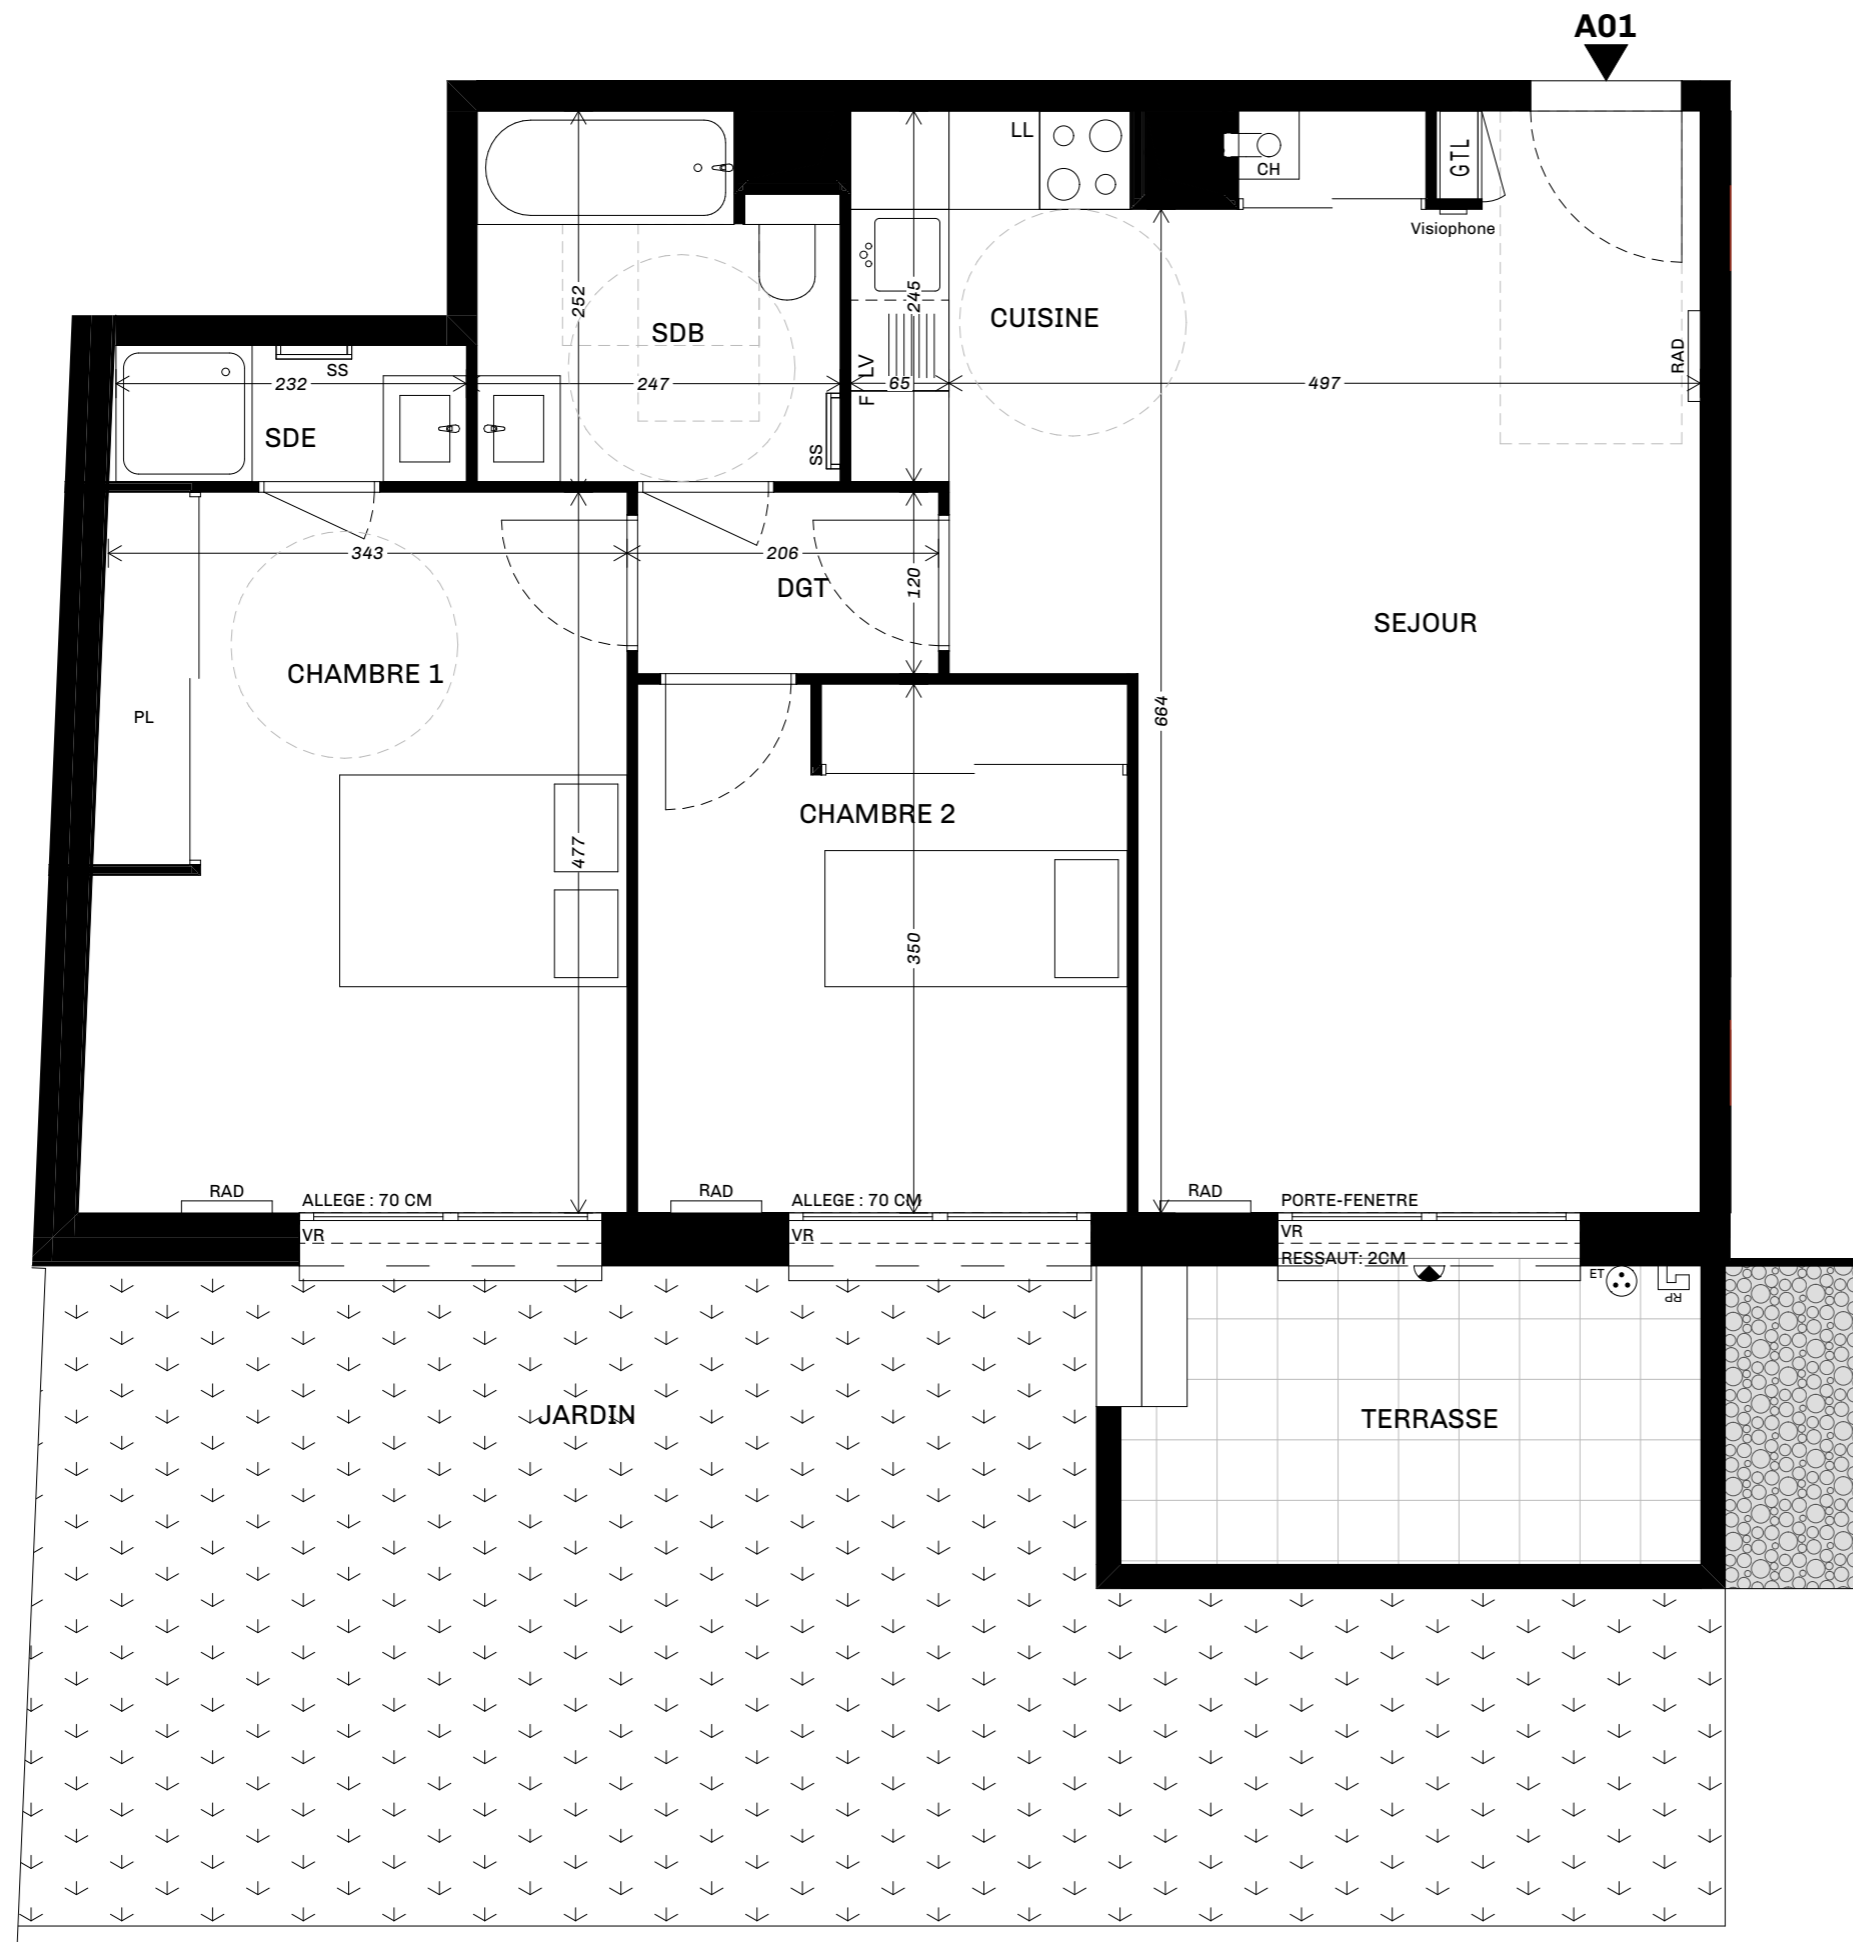 A01
LL
CH
GTL
Visiophone
252
245
SDB
CUISINE
RAD
SS
232
247
F
LV
65
497
SDE
SS
343
206
DGT
120
SEJOUR
CHAMBRE 1
PL
664
CHAMBRE 2
477
350
RAD
ALLEGE : 70 CM
RAD
ALLEGE : 70 CM
RAD
PORTE-FENETRE
VR
VR
VR
RESSAUT: 2CM
ET
RP
JARDIN
TERRASSE